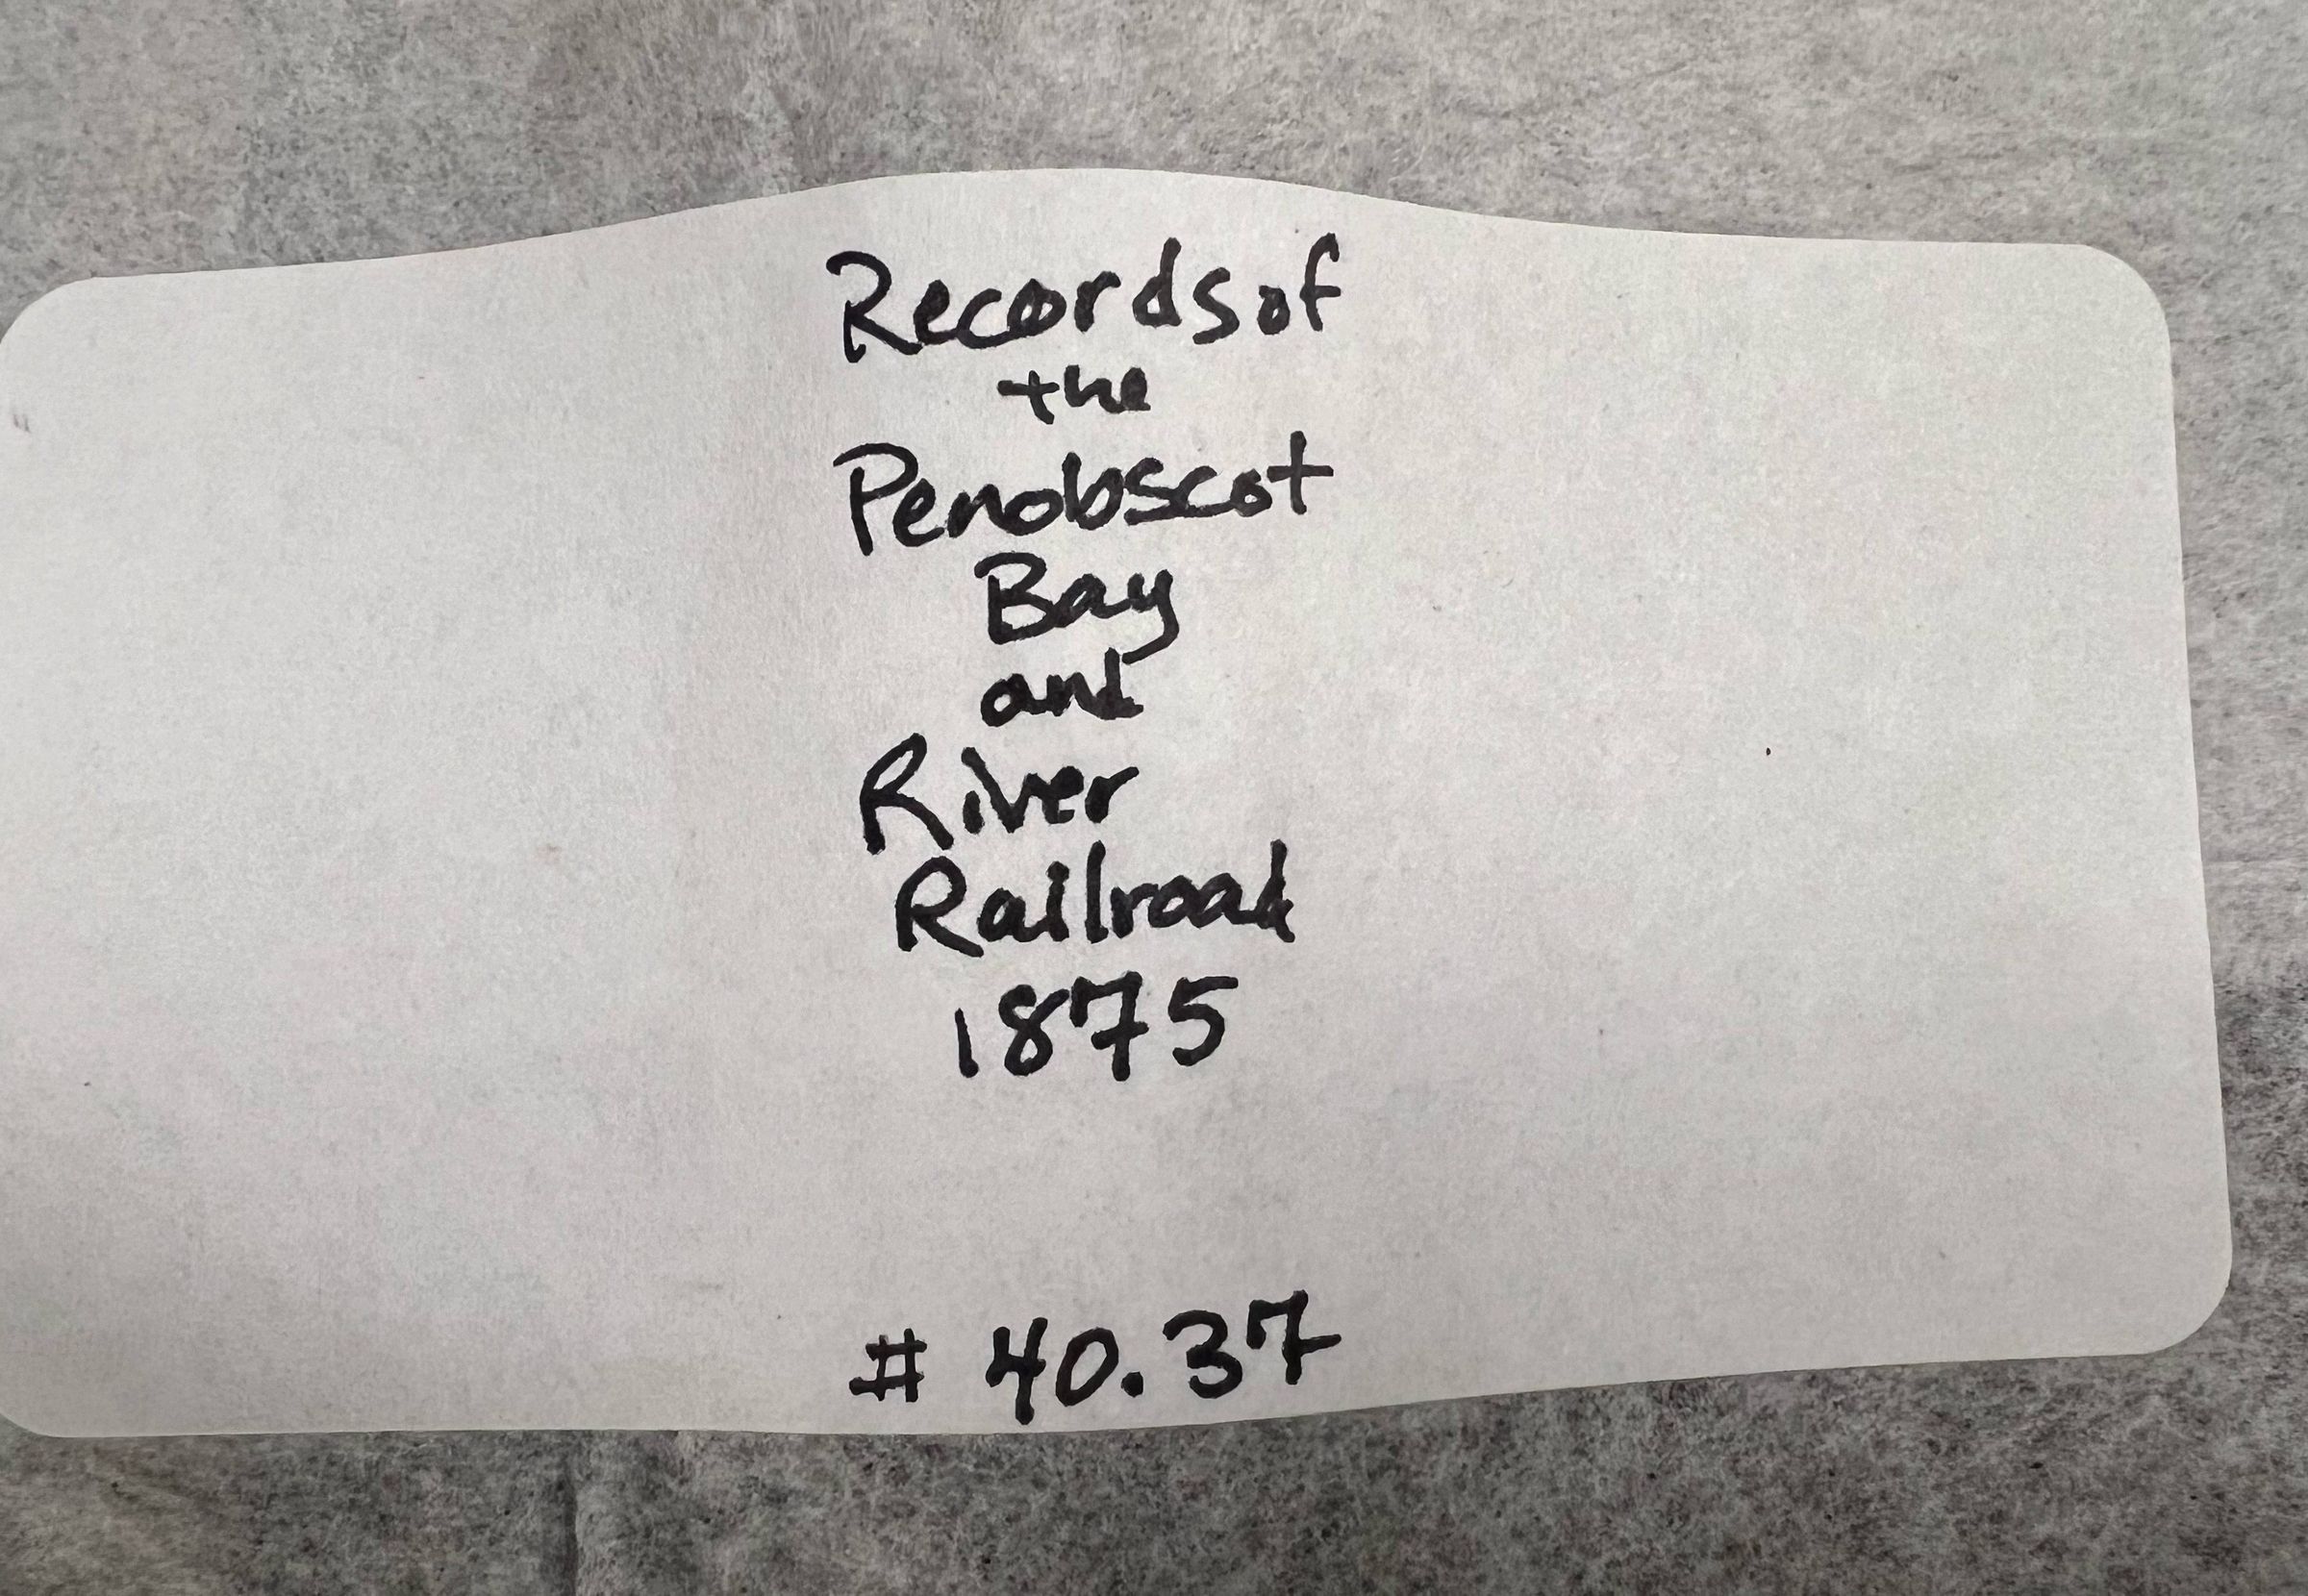 Records of
the
Penobscot
Bay
and
River
Railroad
1875
# 40.37